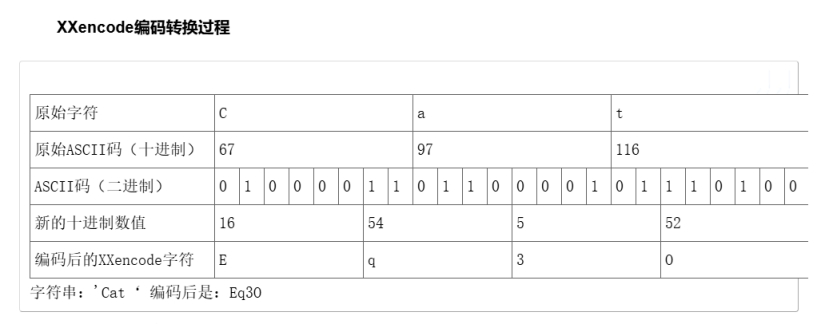 XXencode编码转换过程
原始字符 C a t
原始ASCII码（十进制） 67 97 116
ASCII码（二进制） 0 1 0 0 0 0 1 1 0 1 1 0 0 0 0 1 0 1 1 1 0 1 0 0
新的十进制数值 16 54 5 52
编码后的XXencode字符 E q 3 O
字符串：'Cat ‘ 编码后是：Eq3O